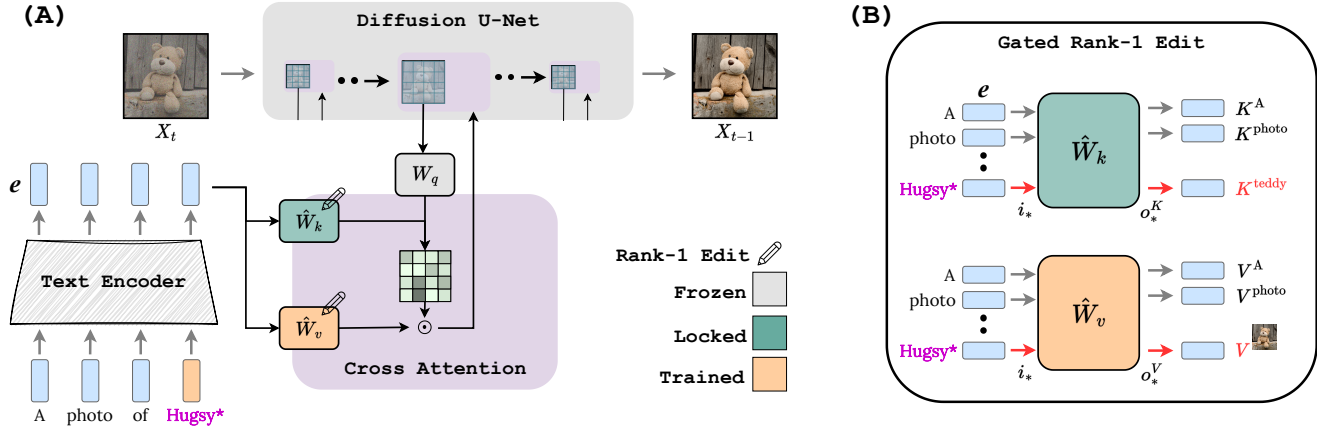 (A)
Diffusion U-Net
X_t
X_{t-1}
e
W_q
Ŵ_k
Ŵ_v
Text Encoder
Cross Attention
A photo of Hugsy*
Rank-1 Edit
Frozen
Locked
Trained
(B)
Gated Rank-1 Edit
e
A
K^A
photo
K^photo
Ŵ_k
Hugsy*
K^teddy
i_*
o_*^K
A
V^A
photo
V^photo
Ŵ_v
Hugsy*
V
i_*
o_*^V